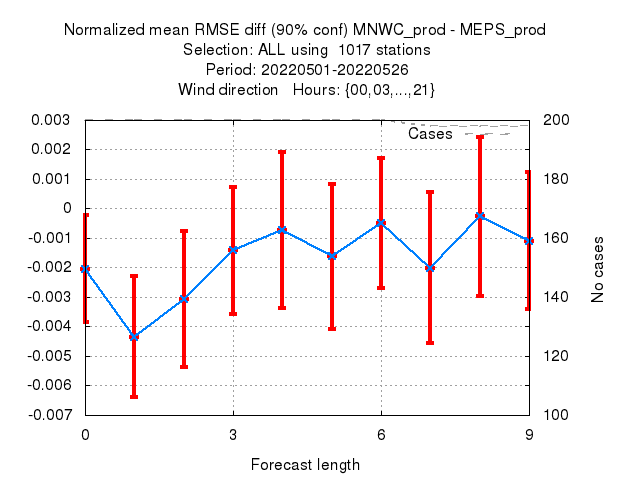 Normalized mean RMSE diff (90% conf) MNWC_prod - MEPS_prod
Selection: ALL using  1017 stations
Period: 20220501-20220526
Wind direction   Hours: {00,03,...,21}
0.003
0.002
0.001
0
-0.001
-0.002
-0.003
-0.004
-0.005
-0.006
-0.007
Cases
200
180
160
140
120
100
No cases
0 3 6 9
Forecast length